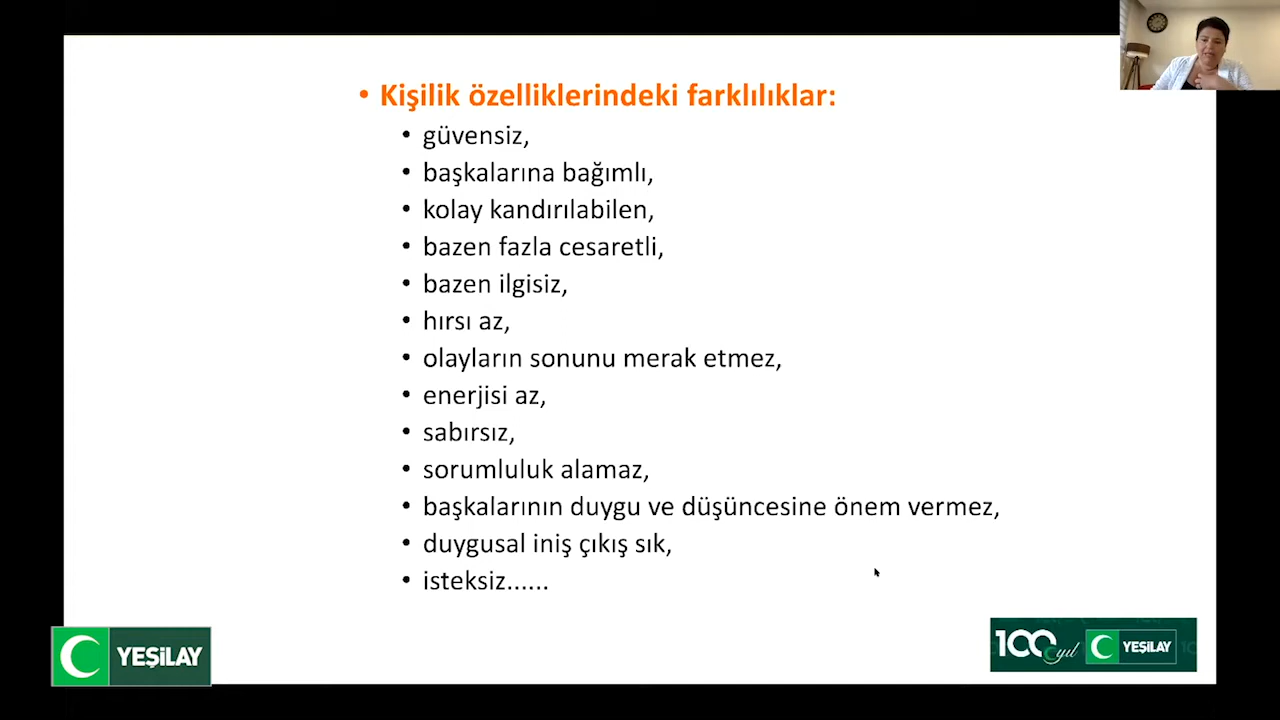 • Kişilik özelliklerindeki farklılıklar:
• güvensiz,
• başkalarına bağımlı,
• kolay kandırılabilen,
• bazen fazla cesaretli,
• bazen ilgisiz,
• hırsı az,
• olayların sonunu merak etmez,
• enerjisi az,
• sabırsız,
• sorumluluk alamaz,
• başkalarının duygu ve düşüncesine önem vermez,
• duygusal iniş çıkış sık,
• isteksiz......
YEŞİLAY
100 yıl YEŞİLAY